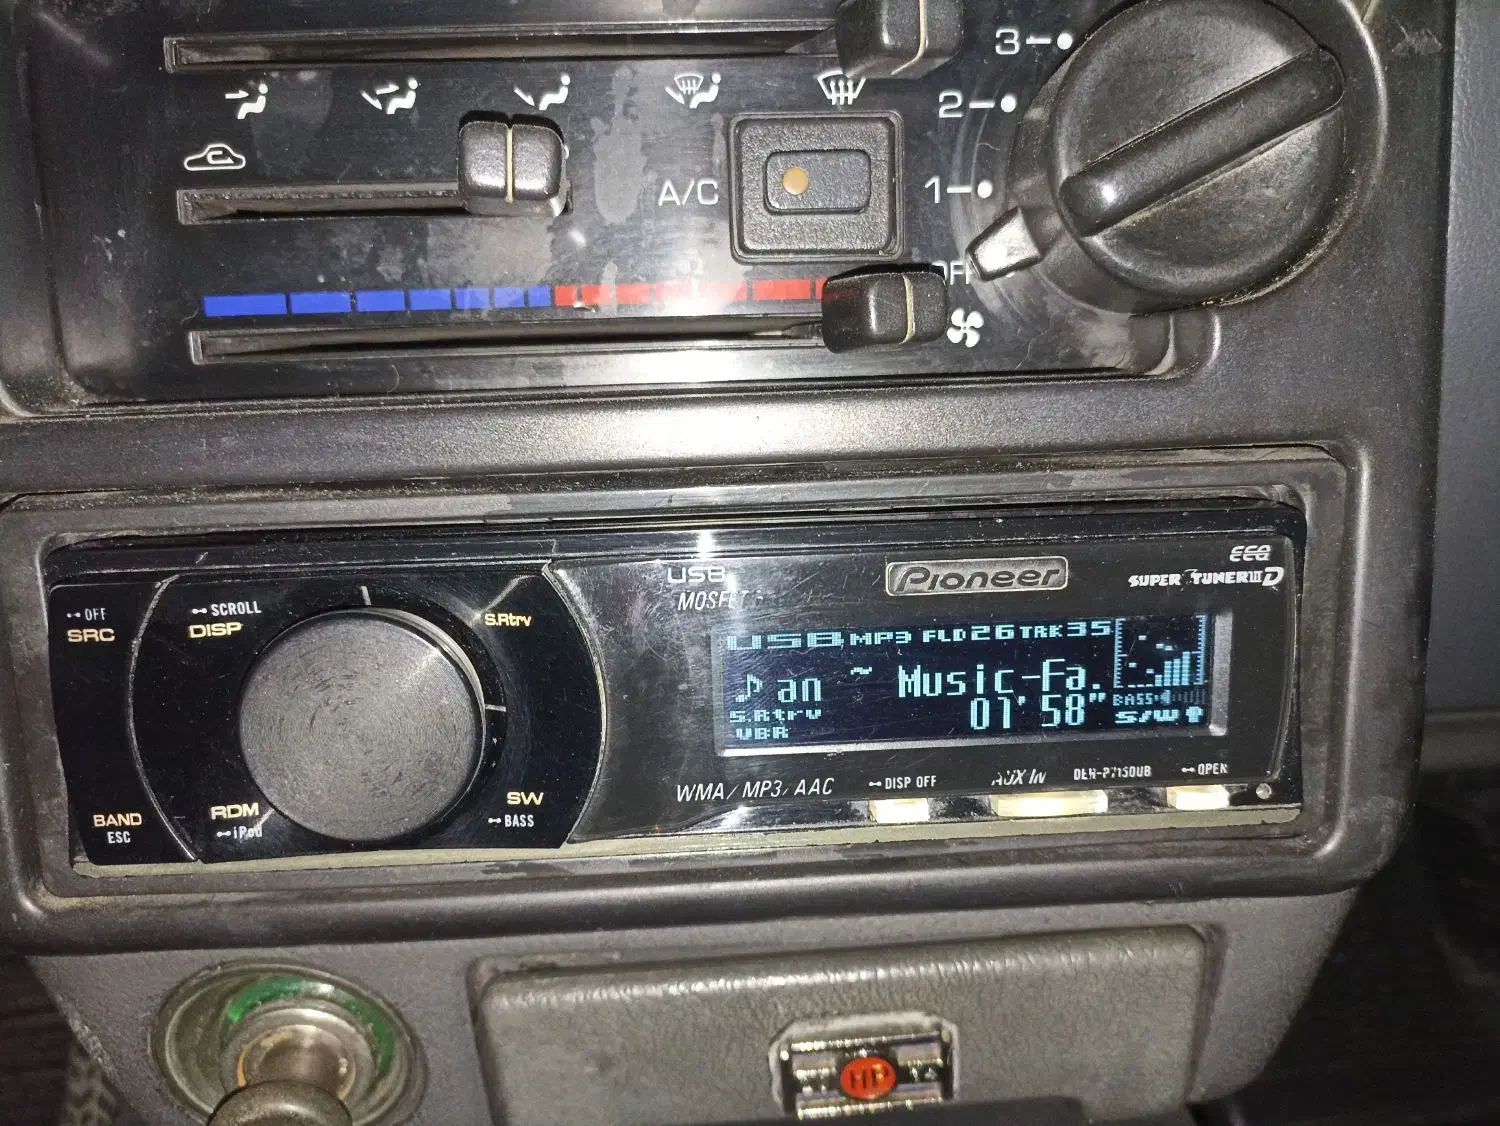 3
2
A/C
1
OFF
USB
MOSFET
Pioneer
EEQ
SUPER TUNER III D
OFF
SRC
SCROLL
DISP
S.Rtrv
USB MP3 FLD 26 TRK 35
an ~ Music-Fa.
S.Rtrv
01'58"
BASS
S/W
VBR
BAND
ESC
RDM
iPod
SW
BASS
WMA/MP3/AAC
DISP OFF
AUX IN
DEH-P7150UB
OPEN